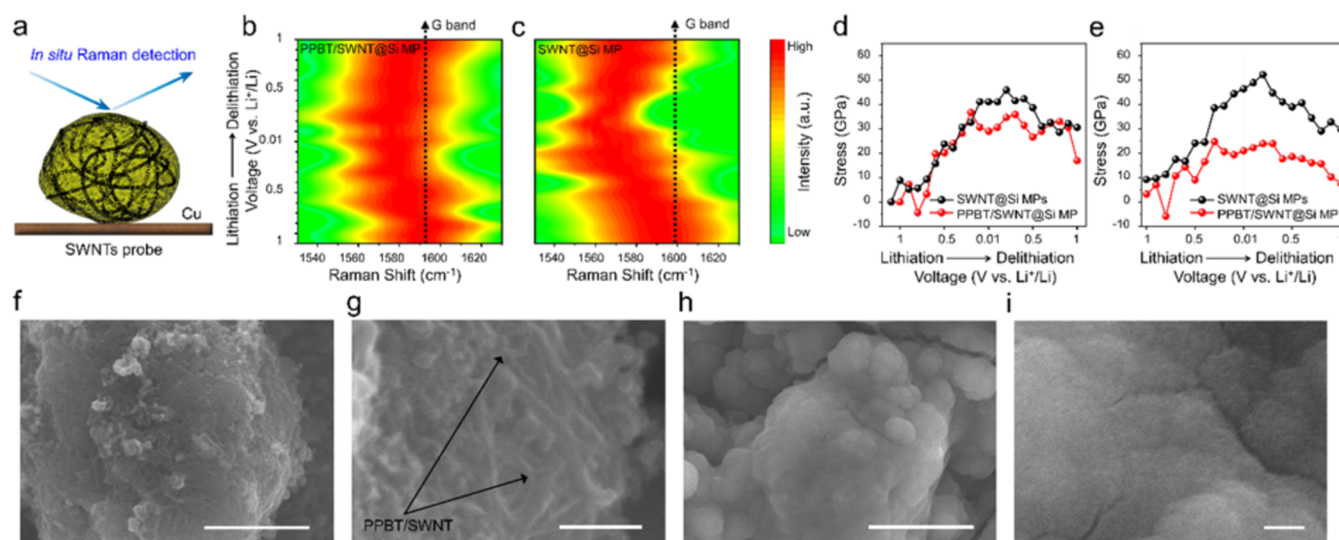 a
In situ Raman detection
Cu
SWNTs probe
b
G band
PPBT/SWNT@Si MP
Lithiation ⟶ Delithiation
Voltage (V vs. Li⁺/Li)
1
0.5
0.01
0.5
1
1540 1560 1580 1600 1620
Raman Shift (cm⁻¹)
c
G band
SWNT@Si MP
1540 1560 1580 1600 1620
Raman Shift (cm⁻¹)
High
Intensity (a.u.)
Low
d
Stress (GPa)
60
50
40
30
20
10
0
-10
SWNT@Si MPs
PPBT/SWNT@Si MP
1 0.5 0.01 0.5 1
Lithiation ⟶ Delithiation
Voltage (V vs. Li⁺/Li)
e
Stress (GPa)
60
50
40
30
20
10
0
-10
SWNT@Si MPs
PPBT/SWNT@Si MP
1 0.5 0.01 0.5 1
Lithiation ⟶ Delithiation
Voltage (V vs. Li⁺/Li)
f
g
PPBT/SWNT
h
i